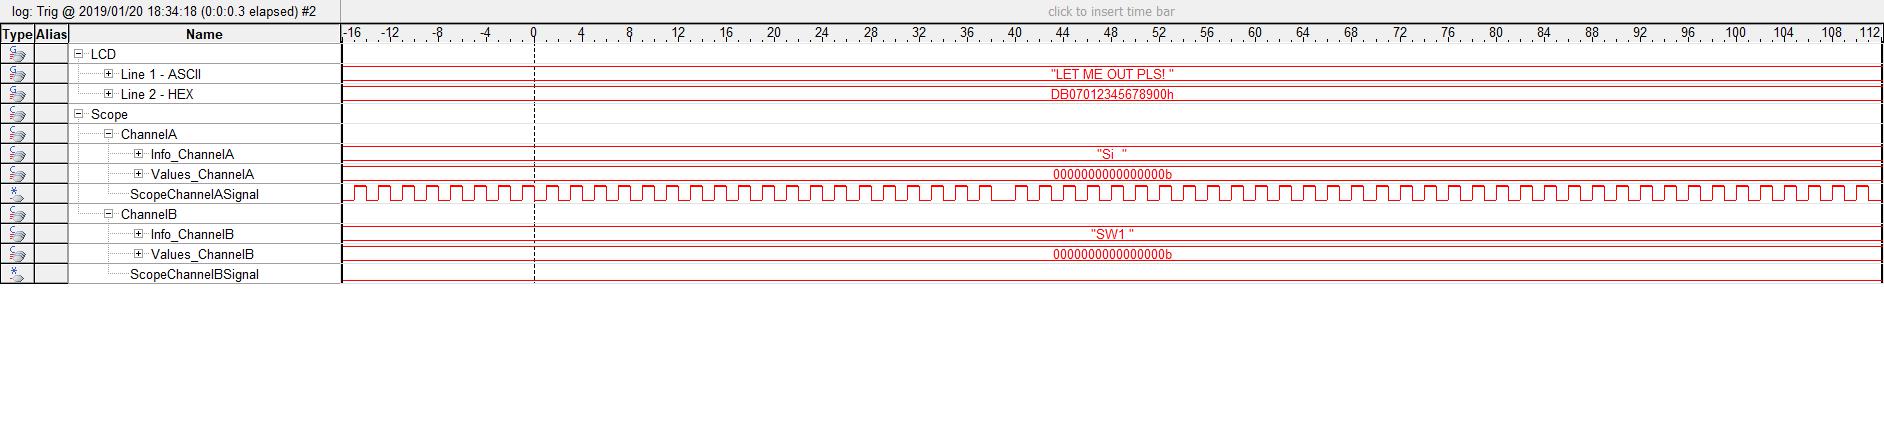 log: Trig @ 2019/01/20 18:34:18 (0:0:0.3 elapsed) #2 click to insert time bar
Type Alias Name -16 -12 -8 -4 0 4 8 12 16 20 24 28 32 36 40 44 48 52 56 60 64 68 72 76 80 84 88 92 96 100 104 108 112
LCD
Line 1 - ASCII "LET ME OUT PLS! "
Line 2 - HEX DB07012345678900h
Scope
ChannelA
Info_ChannelA "Si  "
Values_ChannelA 0000000000000000b
ScopeChannelASignal
ChannelB
Info_ChannelB "SW1 "
Values_ChannelB 0000000000000000b
ScopeChannelBSignal